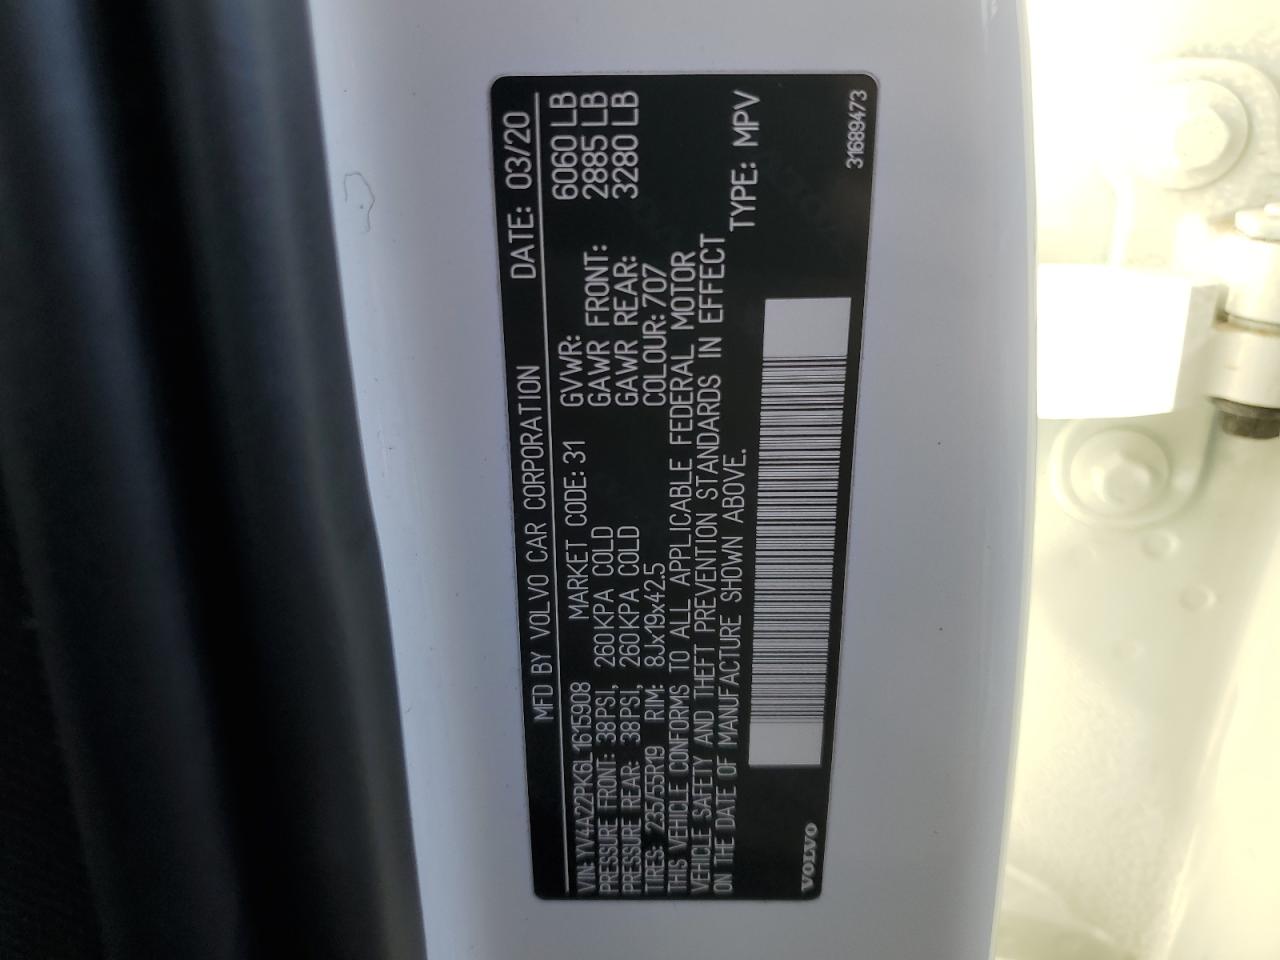 MFD BY VOLVO CAR CORPORATION DATE: 03/20
VIN: YV4A22PK6L1615908 MARKET CODE: 31 GVWR: 6060 LB
PRESSURE FRONT: 38PSI, 260KPA COLD GAWR FRONT: 2885 LB
PRESSURE REAR: 38PSI, 260KPA COLD GAWR REAR: 3280 LB
TIRES: 235/55R19 RIM: 8Jx19x42.5 COLOUR: 707
THIS VEHICLE CONFORMS TO ALL APPLICABLE FEDERAL MOTOR
VEHICLE SAFETY AND THEFT PREVENTION STANDARDS IN EFFECT
ON THE DATE OF MANUFACTURE SHOWN ABOVE. TYPE: MPV
VOLVO 31689473